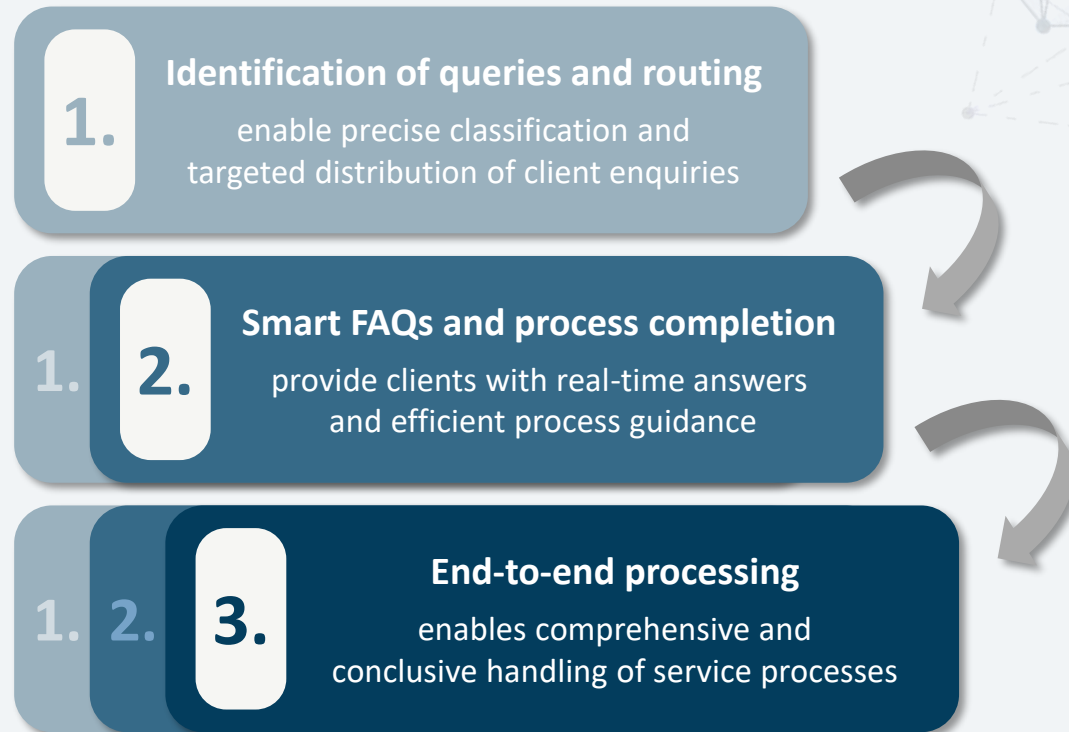 1.
Identification of queries and routing
enable precise classification and
targeted distribution of client enquiries
1.
2.
Smart FAQs and process completion
provide clients with real-time answers
and efficient process guidance
1.
2.
3.
End-to-end processing
enables comprehensive and
conclusive handling of service processes